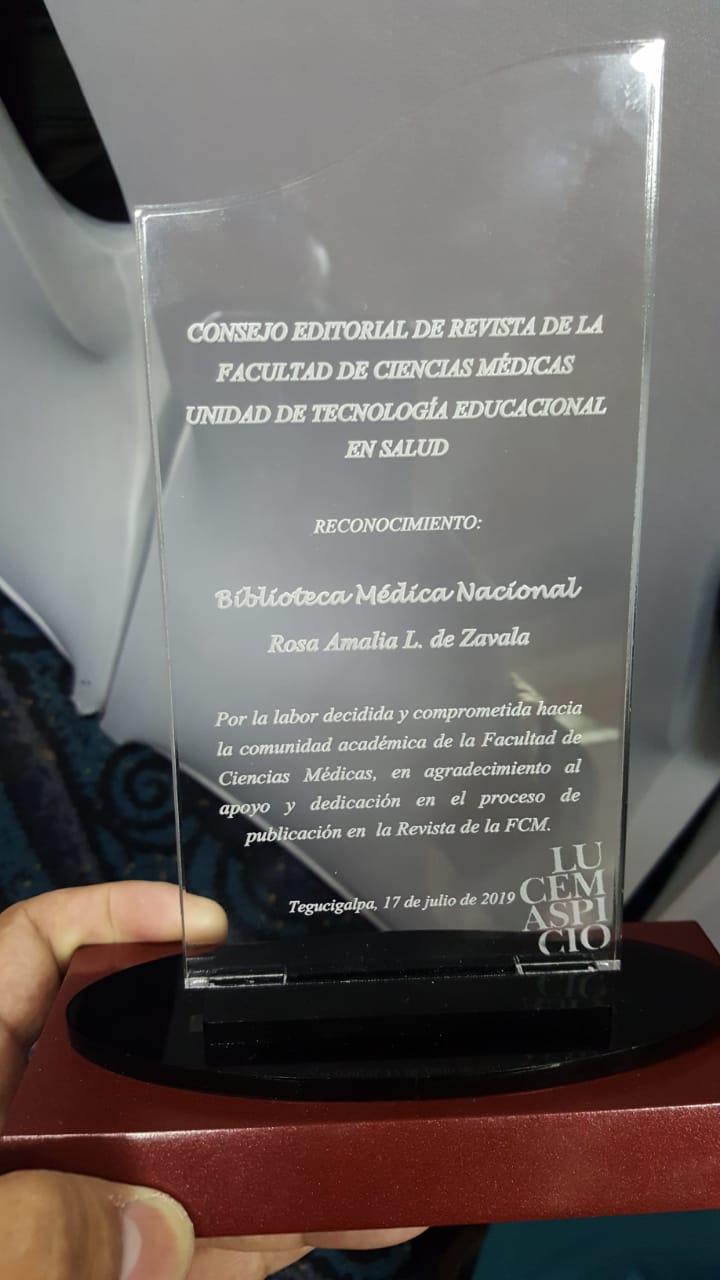 CONSEJO EDITORIAL DE REVISTA DE LA
FACULTAD DE CIENCIAS MÉDICAS
UNIDAD DE TECNOLOGÍA EDUCACIONAL
EN SALUD
RECONOCIMIENTO:
Biblioteca Médica Nacional
Rosa Amalia L. de Zavala
Por la labor decidida y comprometida hacia
la comunidad académica de la Facultad de
Ciencias Médicas, en agradecimiento al
apoyo y dedicación en el proceso de
publicación en la Revista de la FCM.
Tegucigalpa, 17 de julio de 2019
LU
CEM
ASPI
CIO